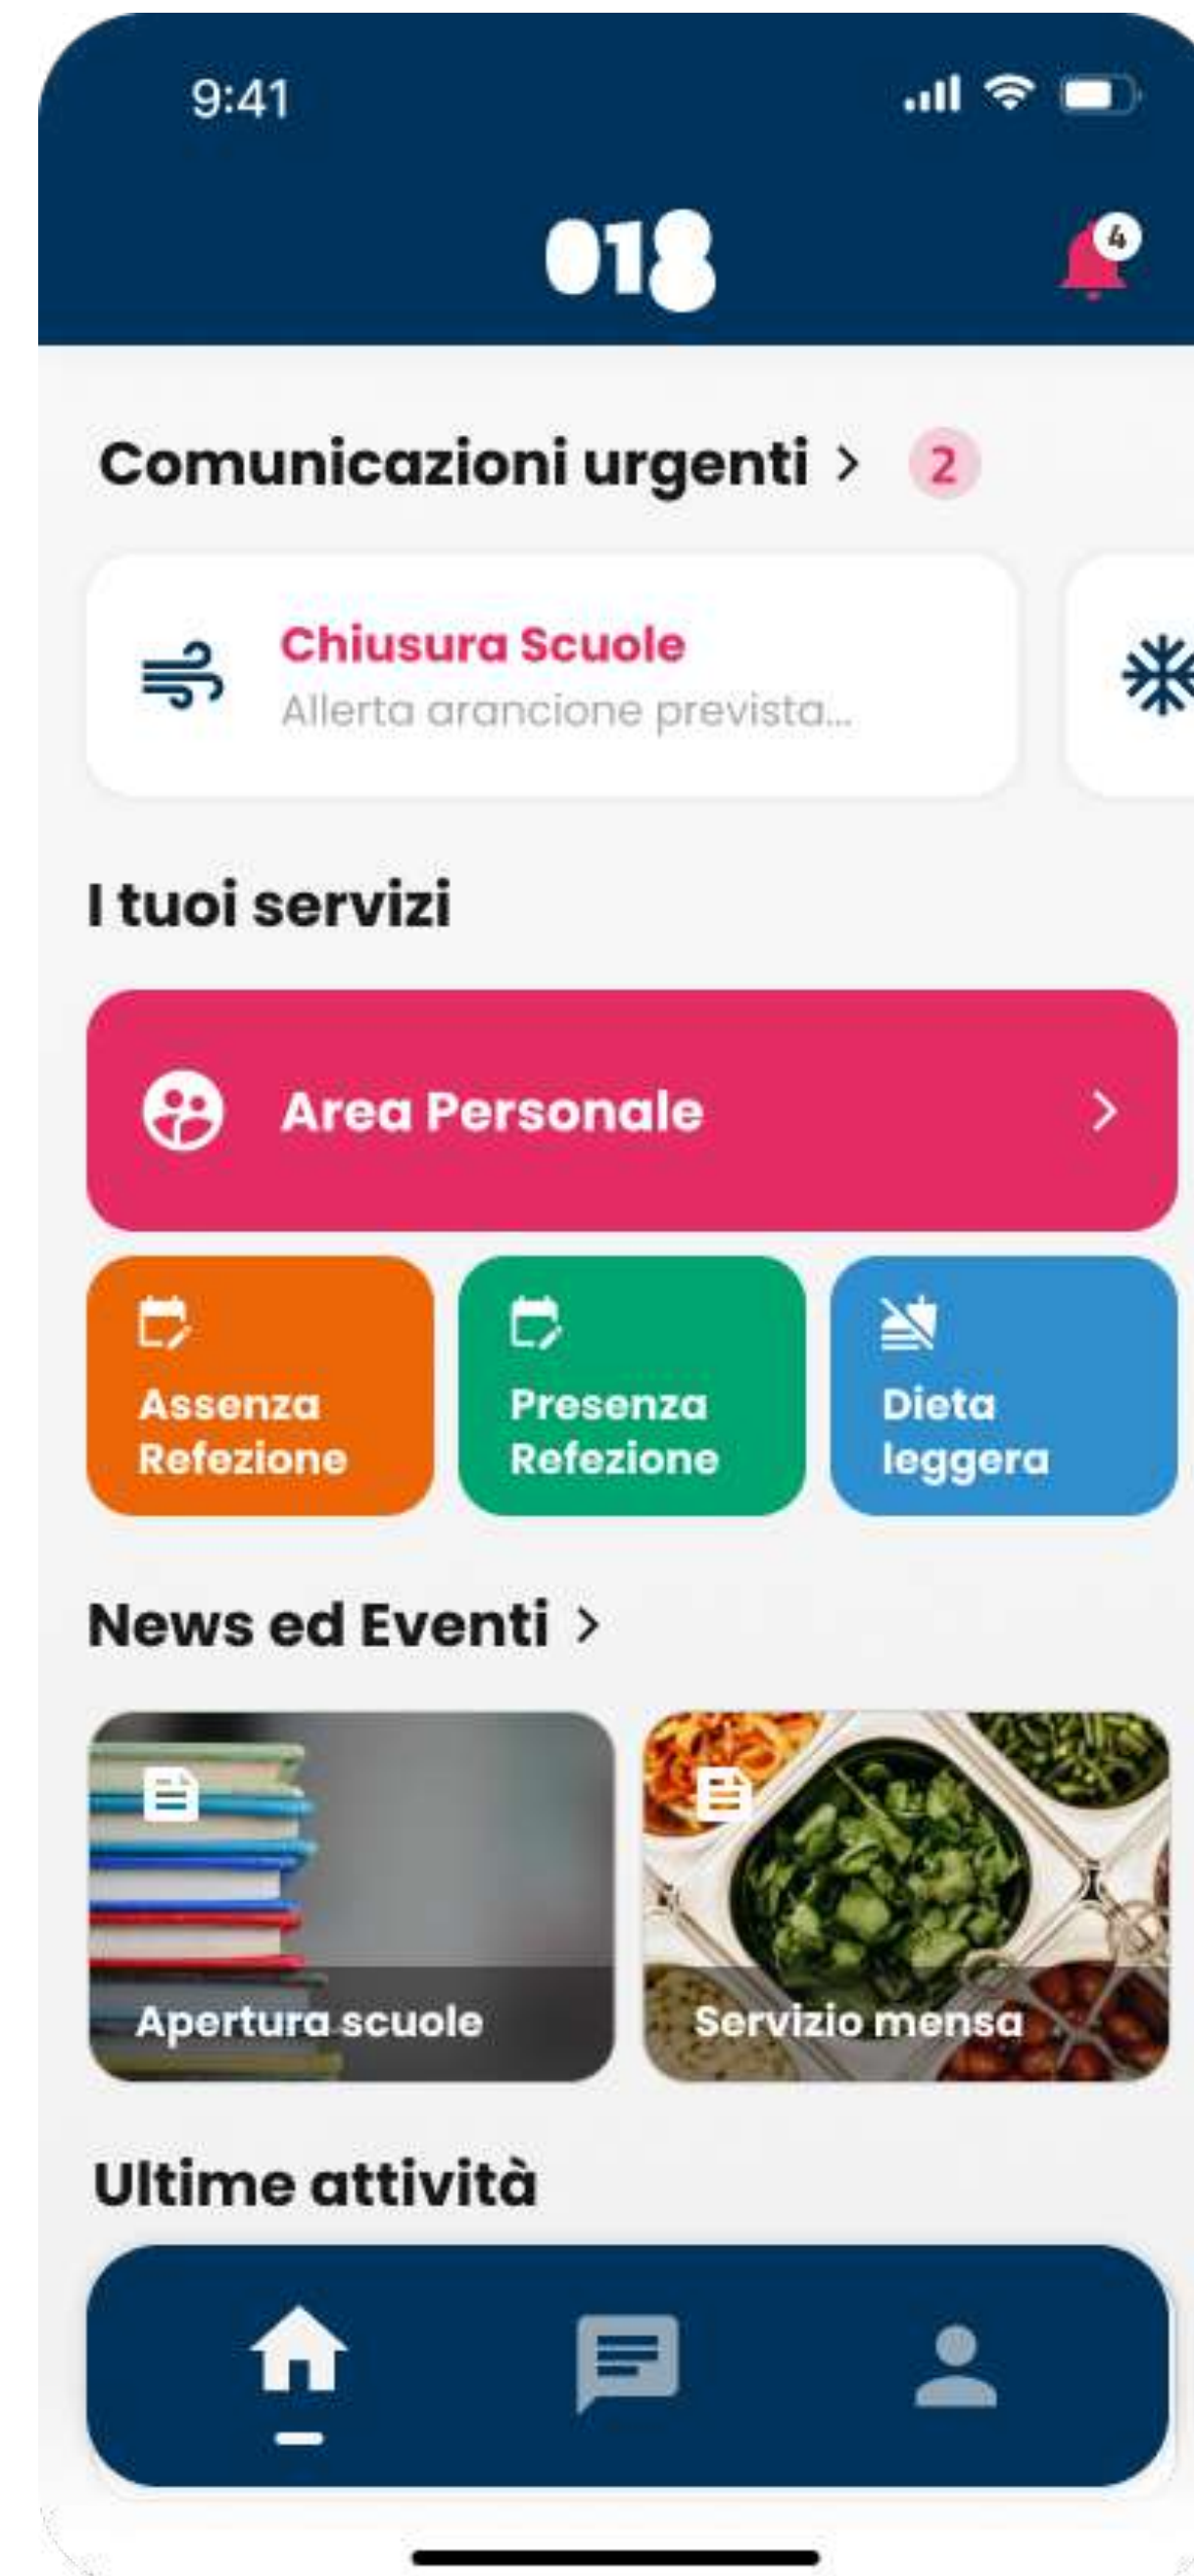 9:41
018
4
Comunicazioni urgenti > 2
Chiusura Scuole
Allerta arancione prevista...
I tuoi servizi
Area Personale >
Assenza
Refezione
Presenza
Refezione
Dieta
leggera
News ed Eventi >
Apertura scuole
Servizio mensa
Ultime attività